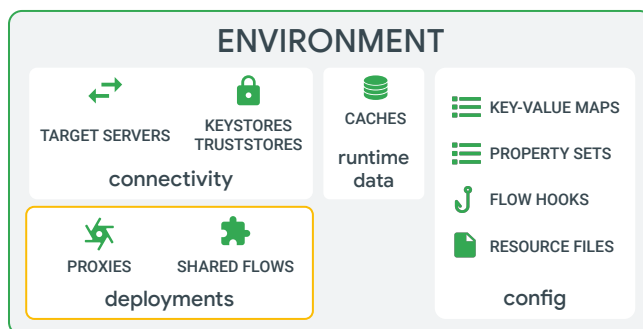 ENVIRONMENT
TARGET SERVERS
KEYSTORES
TRUSTSTORES
connectivity
CACHES
runtime
data
KEY-VALUE MAPS
PROPERTY SETS
FLOW HOOKS
RESOURCE FILES
config
PROXIES
SHARED FLOWS
deployments